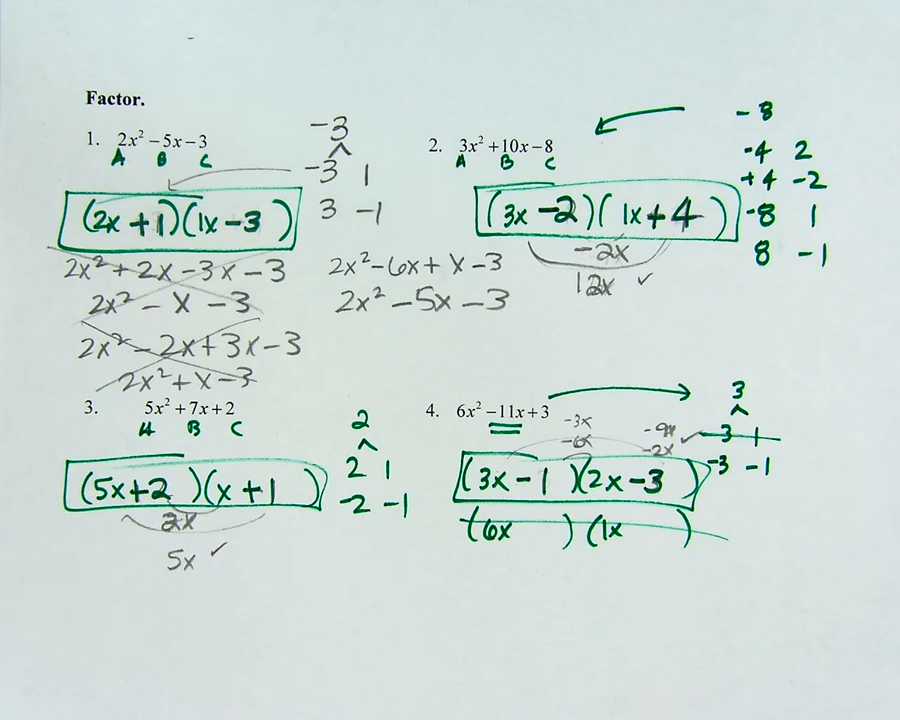 Factor.
1. 2x² − 5x − 3
A B C
−3
−3 1
3 −1
(2x + 1)(1x − 3)
2x² + 2x − 3x − 3
2x² − x − 3
2x² − 2x + 3x − 3
2x² + x − 3
2x² − 6x + x − 3
2x² − 5x − 3
2. 3x² + 10x − 8
A B C
−8
−4 2
+4 −2
−8 1
8 −1
(3x − 2)(1x + 4)
−2x
12x ✓
3. 5x² + 7x + 2
A B C
2
2 1
−2 −1
(5x + 2)(x + 1)
2x
5x ✓
4. 6x² − 11x + 3
3
3 1
−3 −1
−3x
−6x
−9x
−2x ✓
(3x − 1)(2x − 3)
(6x )(1x )